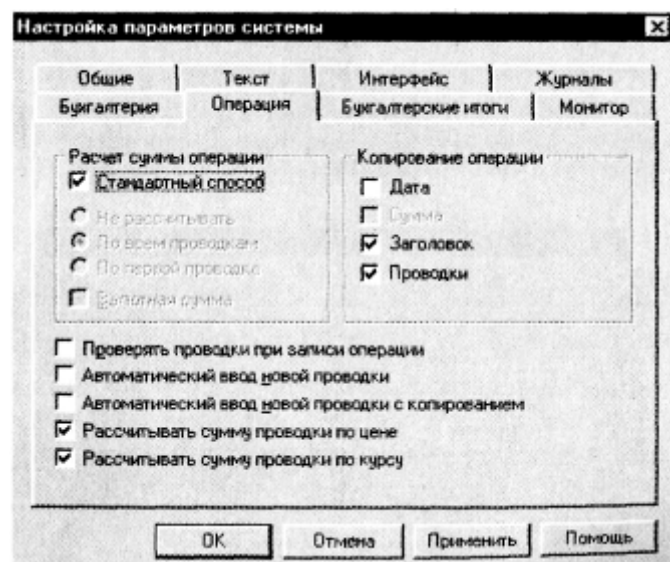 Настройка параметров системы
Общие Текст Интерфейс Журналы
Бухгалтерия Операция Бухгалтерские итоги Монитор
Расчет суммы операции
Стандартный способ
Не рассчитывать
По всем проводкам
По первой проводке
Валютная сумма
Копирование операции
Дата
Сумма
Заголовок
Проводки
Проверять проводки при записи операции
Автоматический ввод новой проводки
Автоматический ввод новой проводки с копированием
Рассчитывать сумму проводки по цене
Рассчитывать сумму проводки по курсу
OK Отмена Применить Помощь